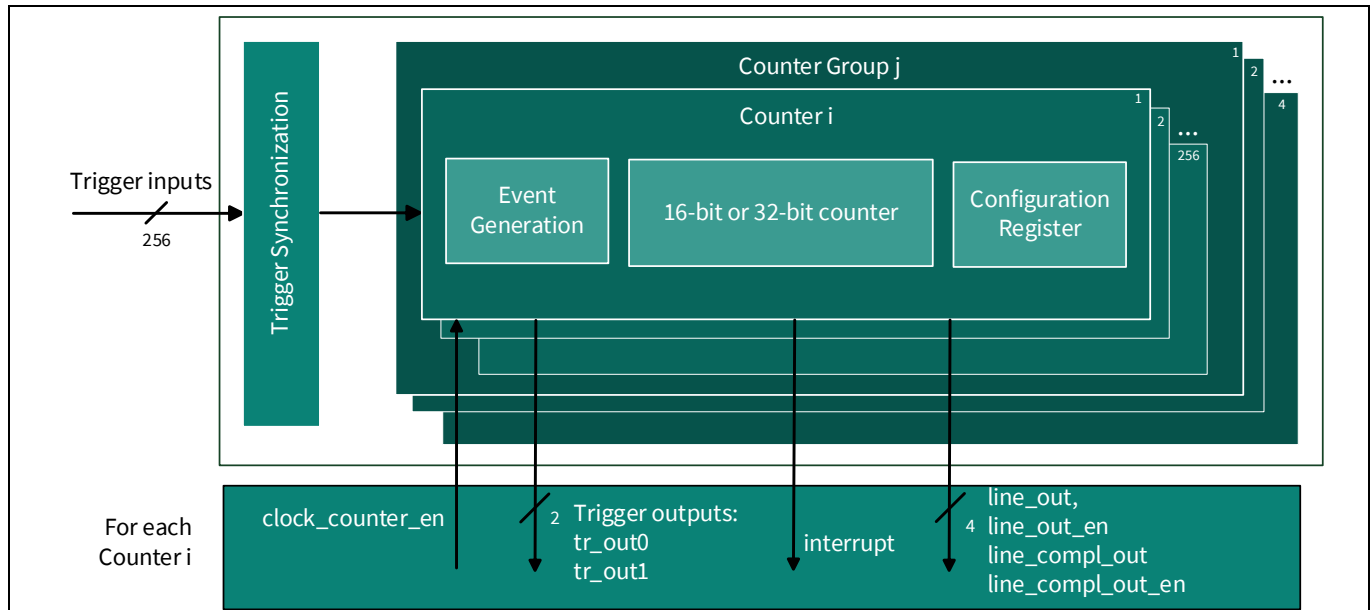 Counter Group j
1
2
...
4
Counter i
1
2
...
256
Trigger inputs
256
Trigger Synchronization
Event
Generation
16-bit or 32-bit counter
Configuration
Register
For each
Counter i
clock_counter_en
2
Trigger outputs:
tr_out0
tr_out1
interrupt
4
line_out,
line_out_en
line_compl_out
line_compl_out_en